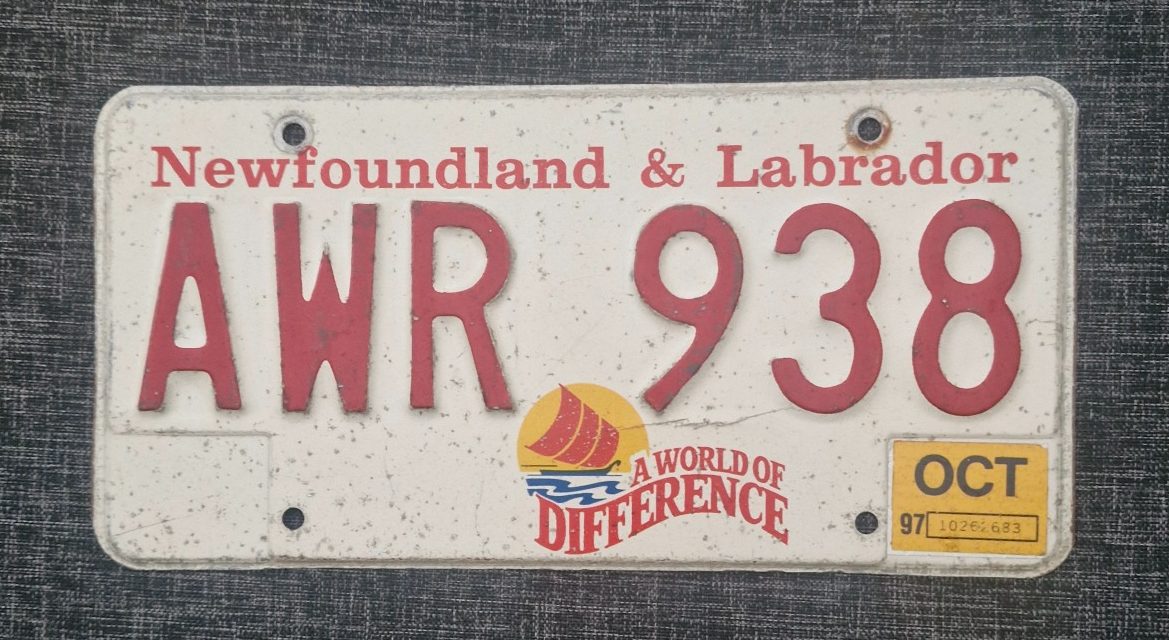 Newfoundland & Labrador
AWR 938
A WORLD OF
DIFFERENCE
OCT
97